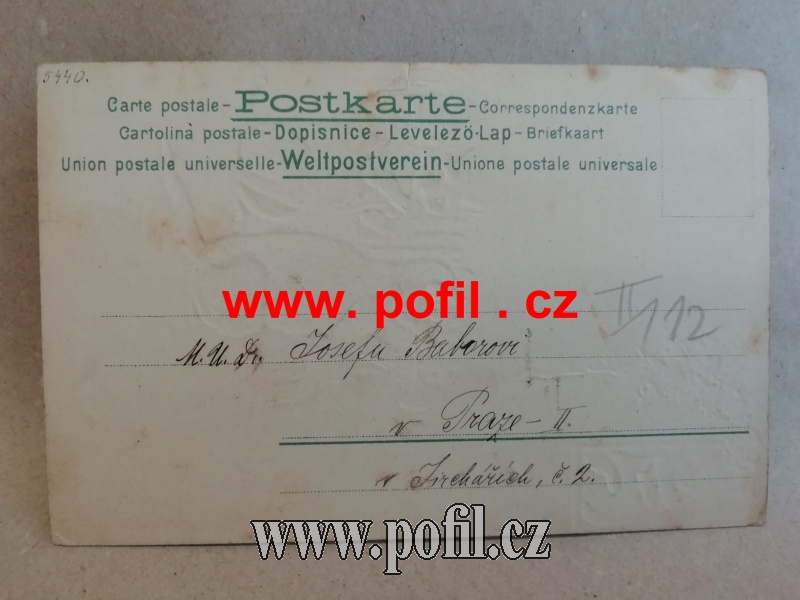 5440.
Carte postale - Postkarte - Correspondenzkarte
Cartolina postale - Dopisnice - Levelező-Lap - Briefkaart
Union postale universelle - Weltpostverein - Unione postale universale
www. pofil . cz
II/112
M.U.Dr. Josefu Baborovi
v Praze - II.
v Jirchářích, č. 2.
www.pofil.cz